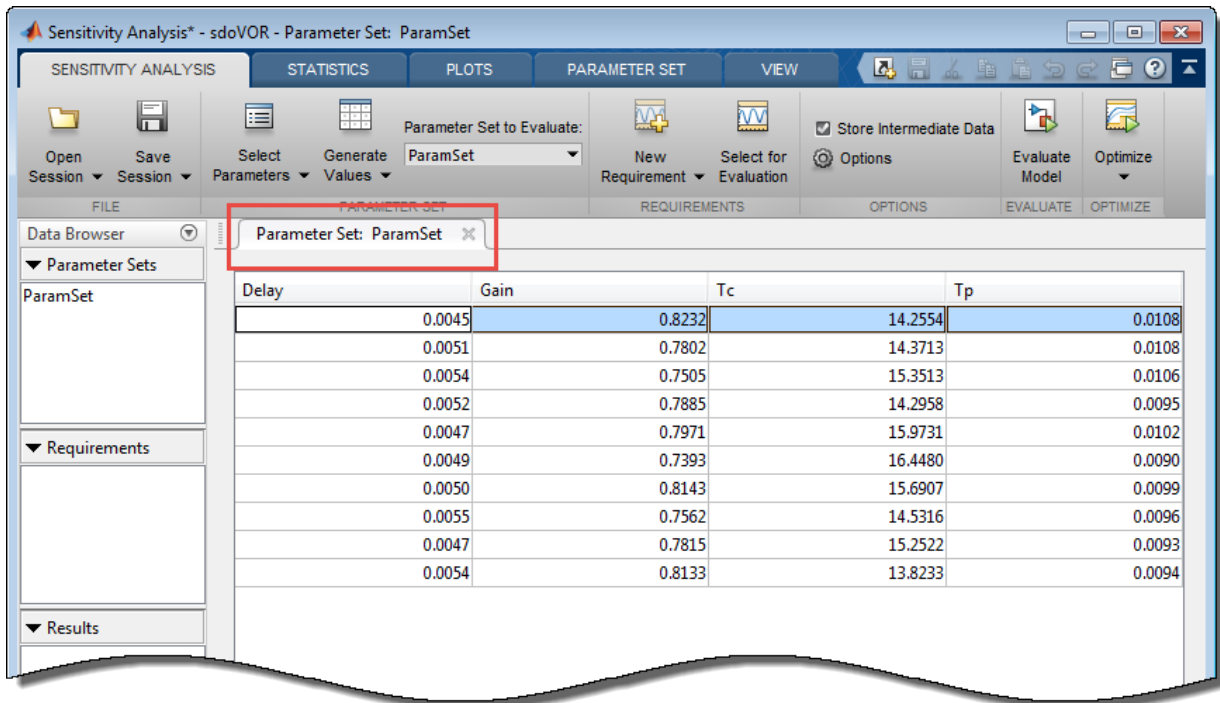 Sensitivity Analysis* - sdoVOR - Parameter Set: ParamSet
SENSITIVITY ANALYSIS STATISTICS PLOTS PARAMETER SET VIEW
Open Session
Save Session
Select Parameters
Generate Values
Parameter Set to Evaluate:
ParamSet
New Requirement
Select for Evaluation
Store Intermediate Data
Options
Evaluate Model
Optimize
FILE PARAMETER SET REQUIREMENTS OPTIONS EVALUATE OPTIMIZE
Data Browser
Parameter Sets
ParamSet
Requirements
Results
Parameter Set: ParamSet
Delay Gain Tc Tp
0.0045 0.8232 14.2554 0.0108
0.0051 0.7802 14.3713 0.0108
0.0054 0.7505 15.3513 0.0106
0.0052 0.7885 14.2958 0.0095
0.0047 0.7971 15.9731 0.0102
0.0049 0.7393 16.4480 0.0090
0.0050 0.8143 15.6907 0.0099
0.0055 0.7562 14.5316 0.0096
0.0047 0.7815 15.2522 0.0093
0.0054 0.8133 13.8233 0.0094